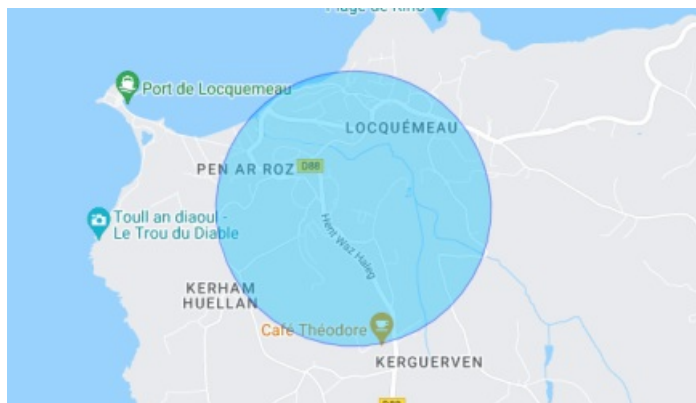 Port de Locquemeau
LOCQUÉMEAU
PEN AR ROZ
D88
Toull an diaoul -
Le Trou du Diable
Hent Waz Haleg
KERHAM
HUELLAN
Café Théodore
KERGUERVEN